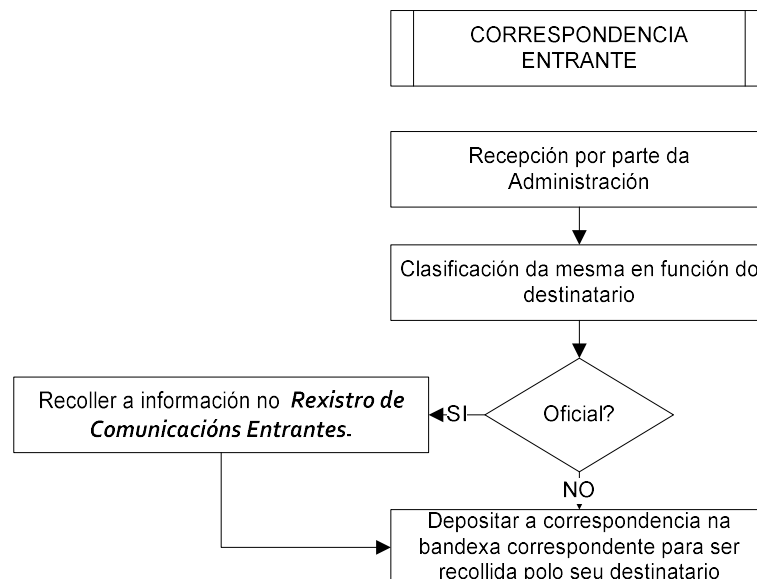 CORRESPONDENCIA
ENTRANTE
Recepción por parte da
Administración
Clasificación da mesma en función do
destinatario
Oficial?
SI
Recoller a información no Rexistro de
Comunicacións Entrantes.
NO
Depositar a correspondencia na
bandexa correspondente para ser
recollida polo seu destinatario